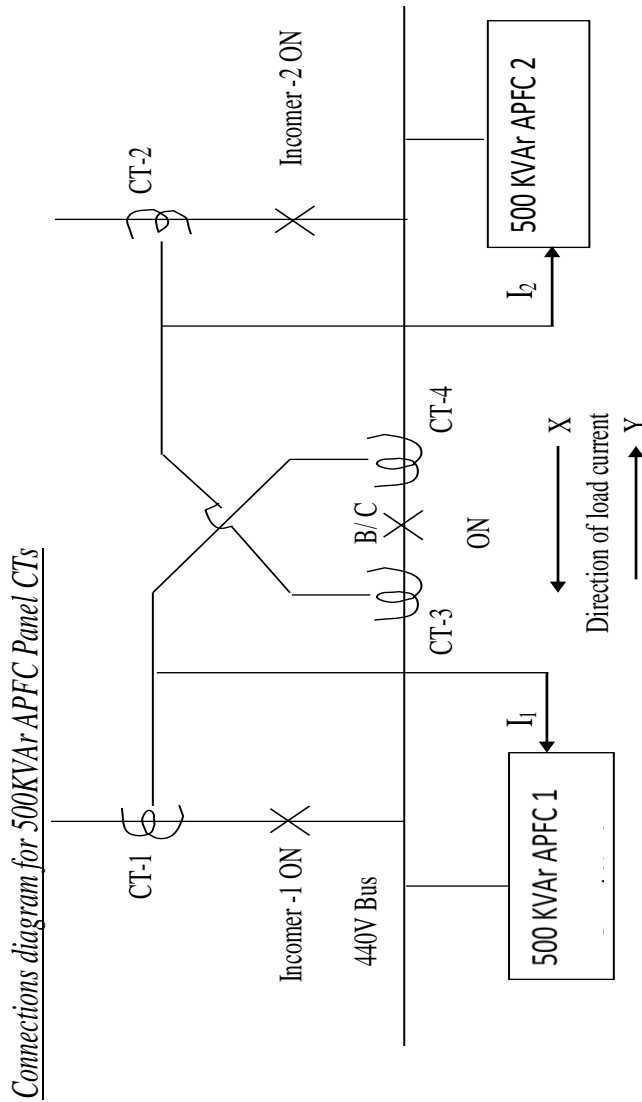 Connections diagram for 500KVAr APFC Panel CTs
CT-1
CT-2
Incomer -1 ON
Incomer -2 ON
440V Bus
B/ C
CT-3
CT-4
ON
I1
I2
X
Direction of load current
Y
500 KVAr APFC 1
500 KVAr APFC 2